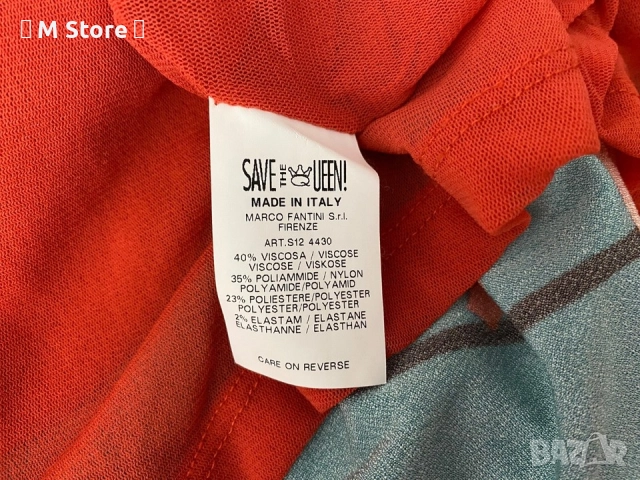 M Store
SAVE THE QUEEN!
MADE IN ITALY
MARCO FANTINI S.r.l.
FIRENZE
ART.S12 4430
40% VISCOSA / VISCOSE
VISCOSE / VISKOSE
35% POLIAMMIDE / NYLON
POLYAMIDE/POLYAMID
23% POLIESTERE/POLYESTER
POLYESTER/POLYESTER
2% ELASTAM / ELASTANE
ELASTHANNE / ELASTHAN
CARE ON REVERSE
BAZAR